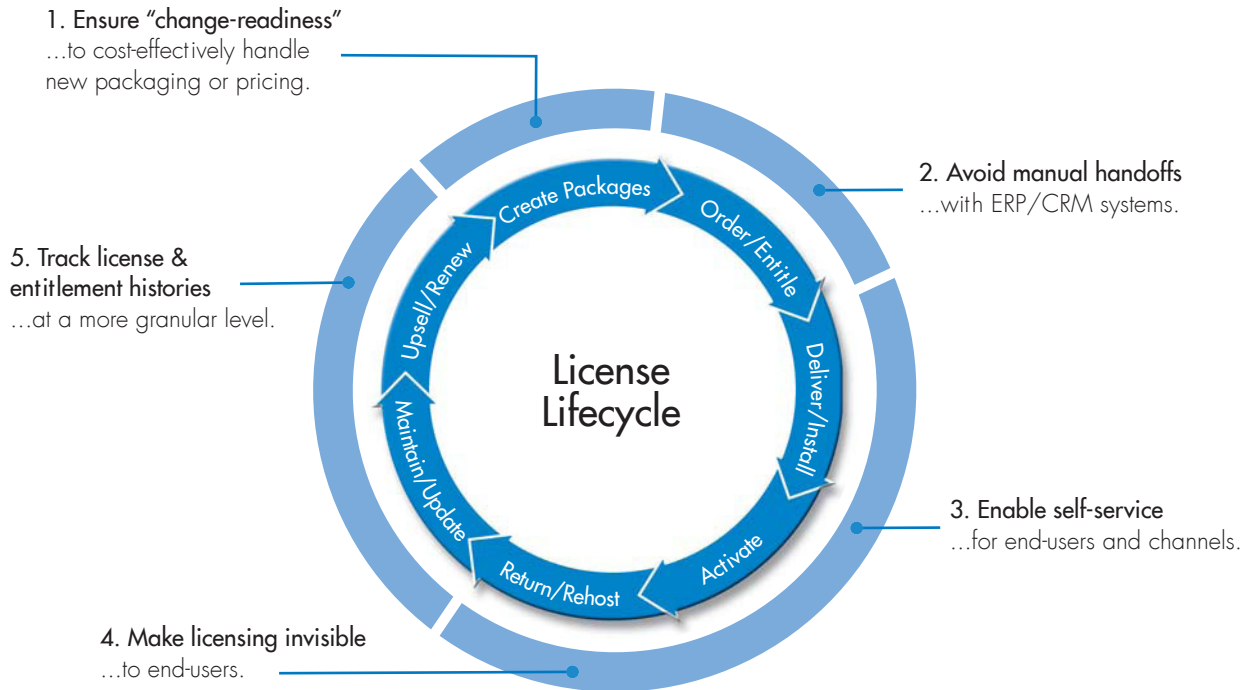 1. Ensure “change-readiness”
...to cost-effectively handle
new packaging or pricing.
2. Avoid manual handoffs
...with ERP/CRM systems.
3. Enable self-service
...for end-users and channels.
4. Make licensing invisible
...to end-users.
5. Track license &
entitlement histories
...at a more granular level.
Create Packages
Order/Entitle
Deliver/Install
Activate
Return/Rehost
Maintain/Update
Upsell/Renew
License
Lifecycle